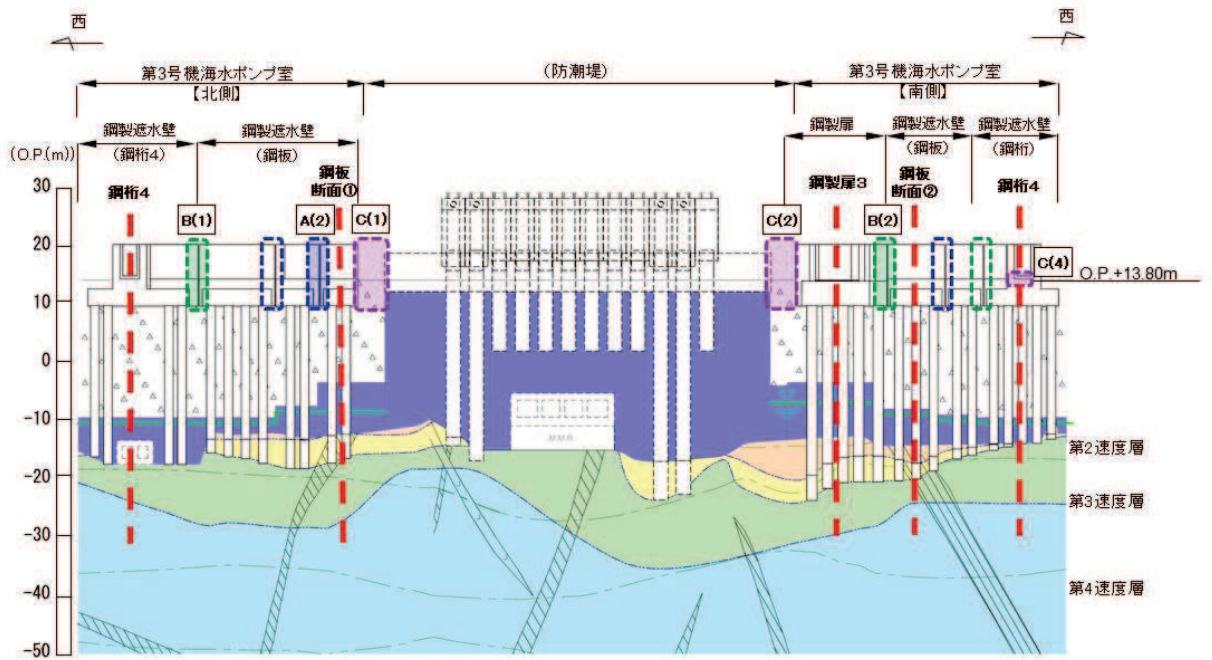 西
西
第3号機海水ポンプ室
【北側】
(防潮堤)
第3号機海水ポンプ室
【南側】
鋼製遮水壁
(鋼桁4)
鋼製遮水壁
(鋼板)
鋼製扉
鋼製遮水壁
(鋼板)
鋼製遮水壁
(鋼桁)
(O.P.(m))
鋼桁4
鋼板
断面①
鋼製扉3
鋼板
断面②
鋼桁4
B(1)
A(2)
C(1)
C(2)
B(2)
C(4)
O.P.+13.80m
30
20
10
0
-10
-20
-30
-40
-50
MMR
第2速度層
第3速度層
第4速度層